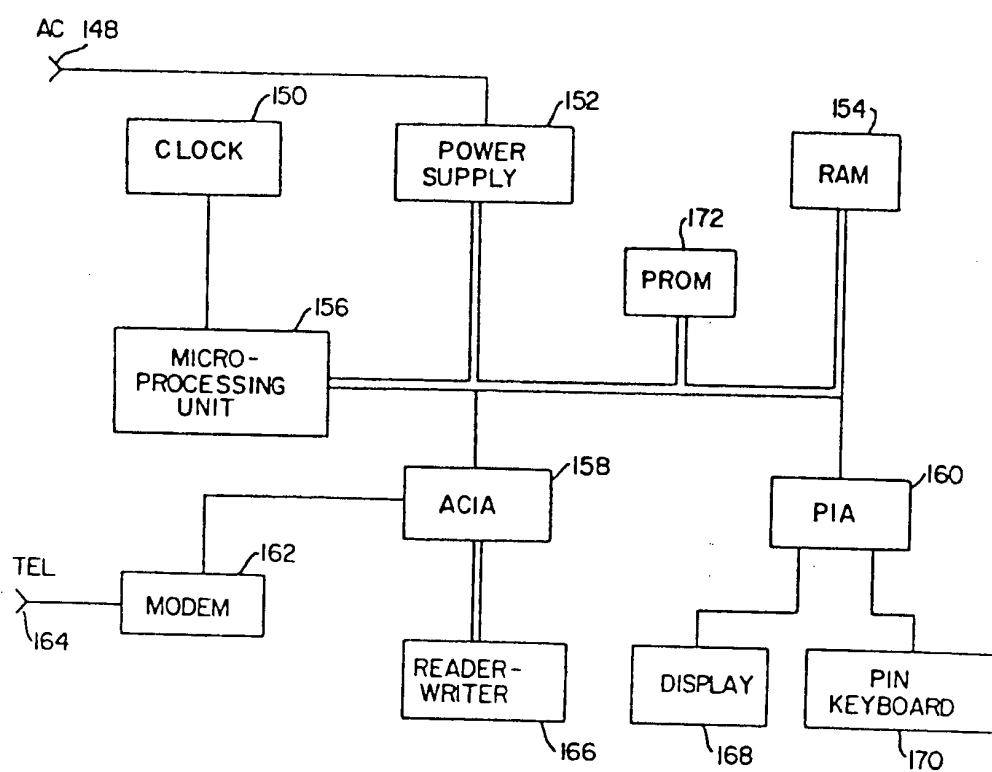 AC 148
150
CLOCK
152
POWER
SUPPLY
154
RAM
172
PROM
156
MICRO-
PROCESSING
UNIT
158
ACIA
160
PIA
TEL
162
MODEM
164
READER-
WRITER
166
DISPLAY
168
PIN
KEYBOARD
170